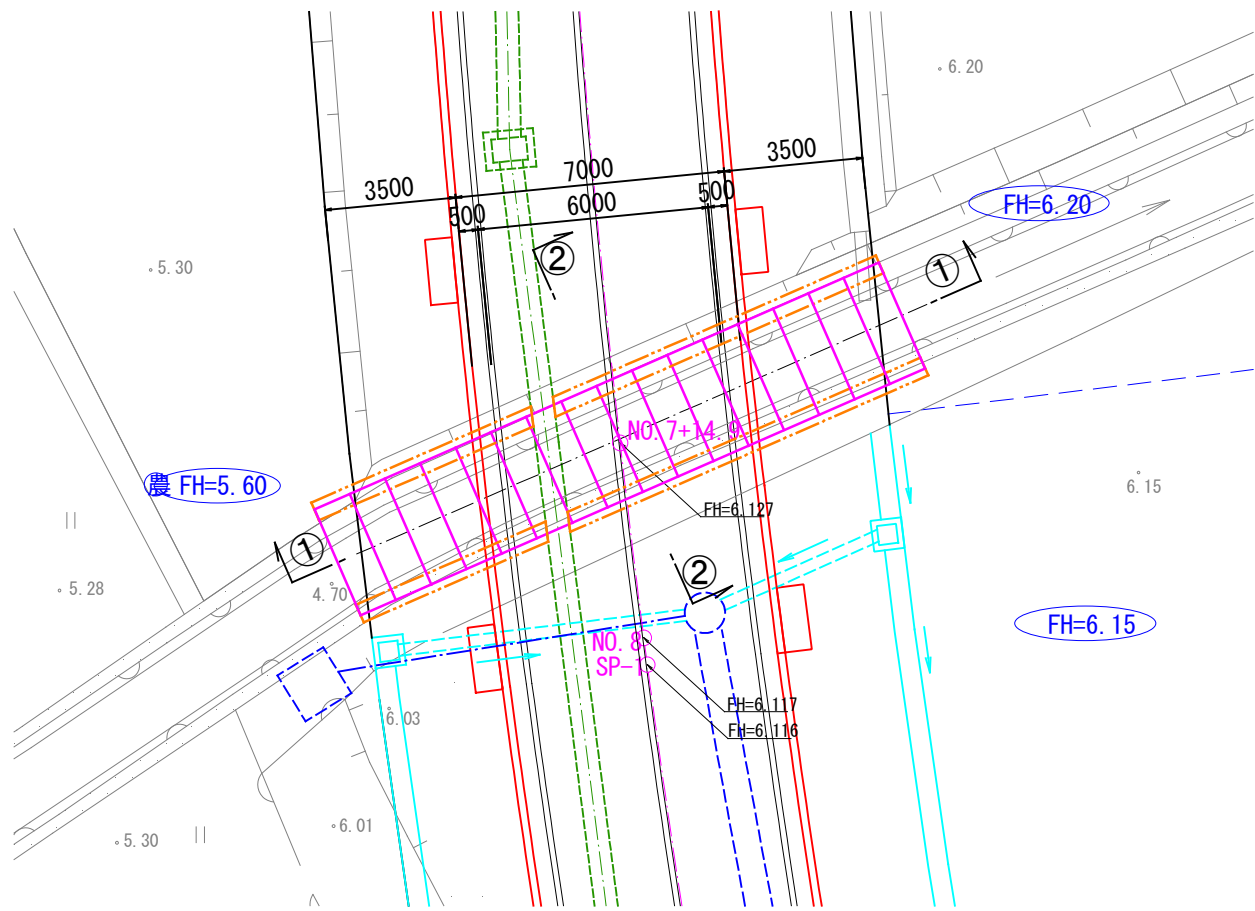 6.20
7000
3500
3500
500
6000
500
FH=6.20
②
5.30
①
NO.7+14.9
農 FH=5.60
6.15
FH=6.127
①
②
5.28
4.70
FH=6.15
NO.8
SP-1
6.03
FH=6.117
FH=6.116
6.01
5.30